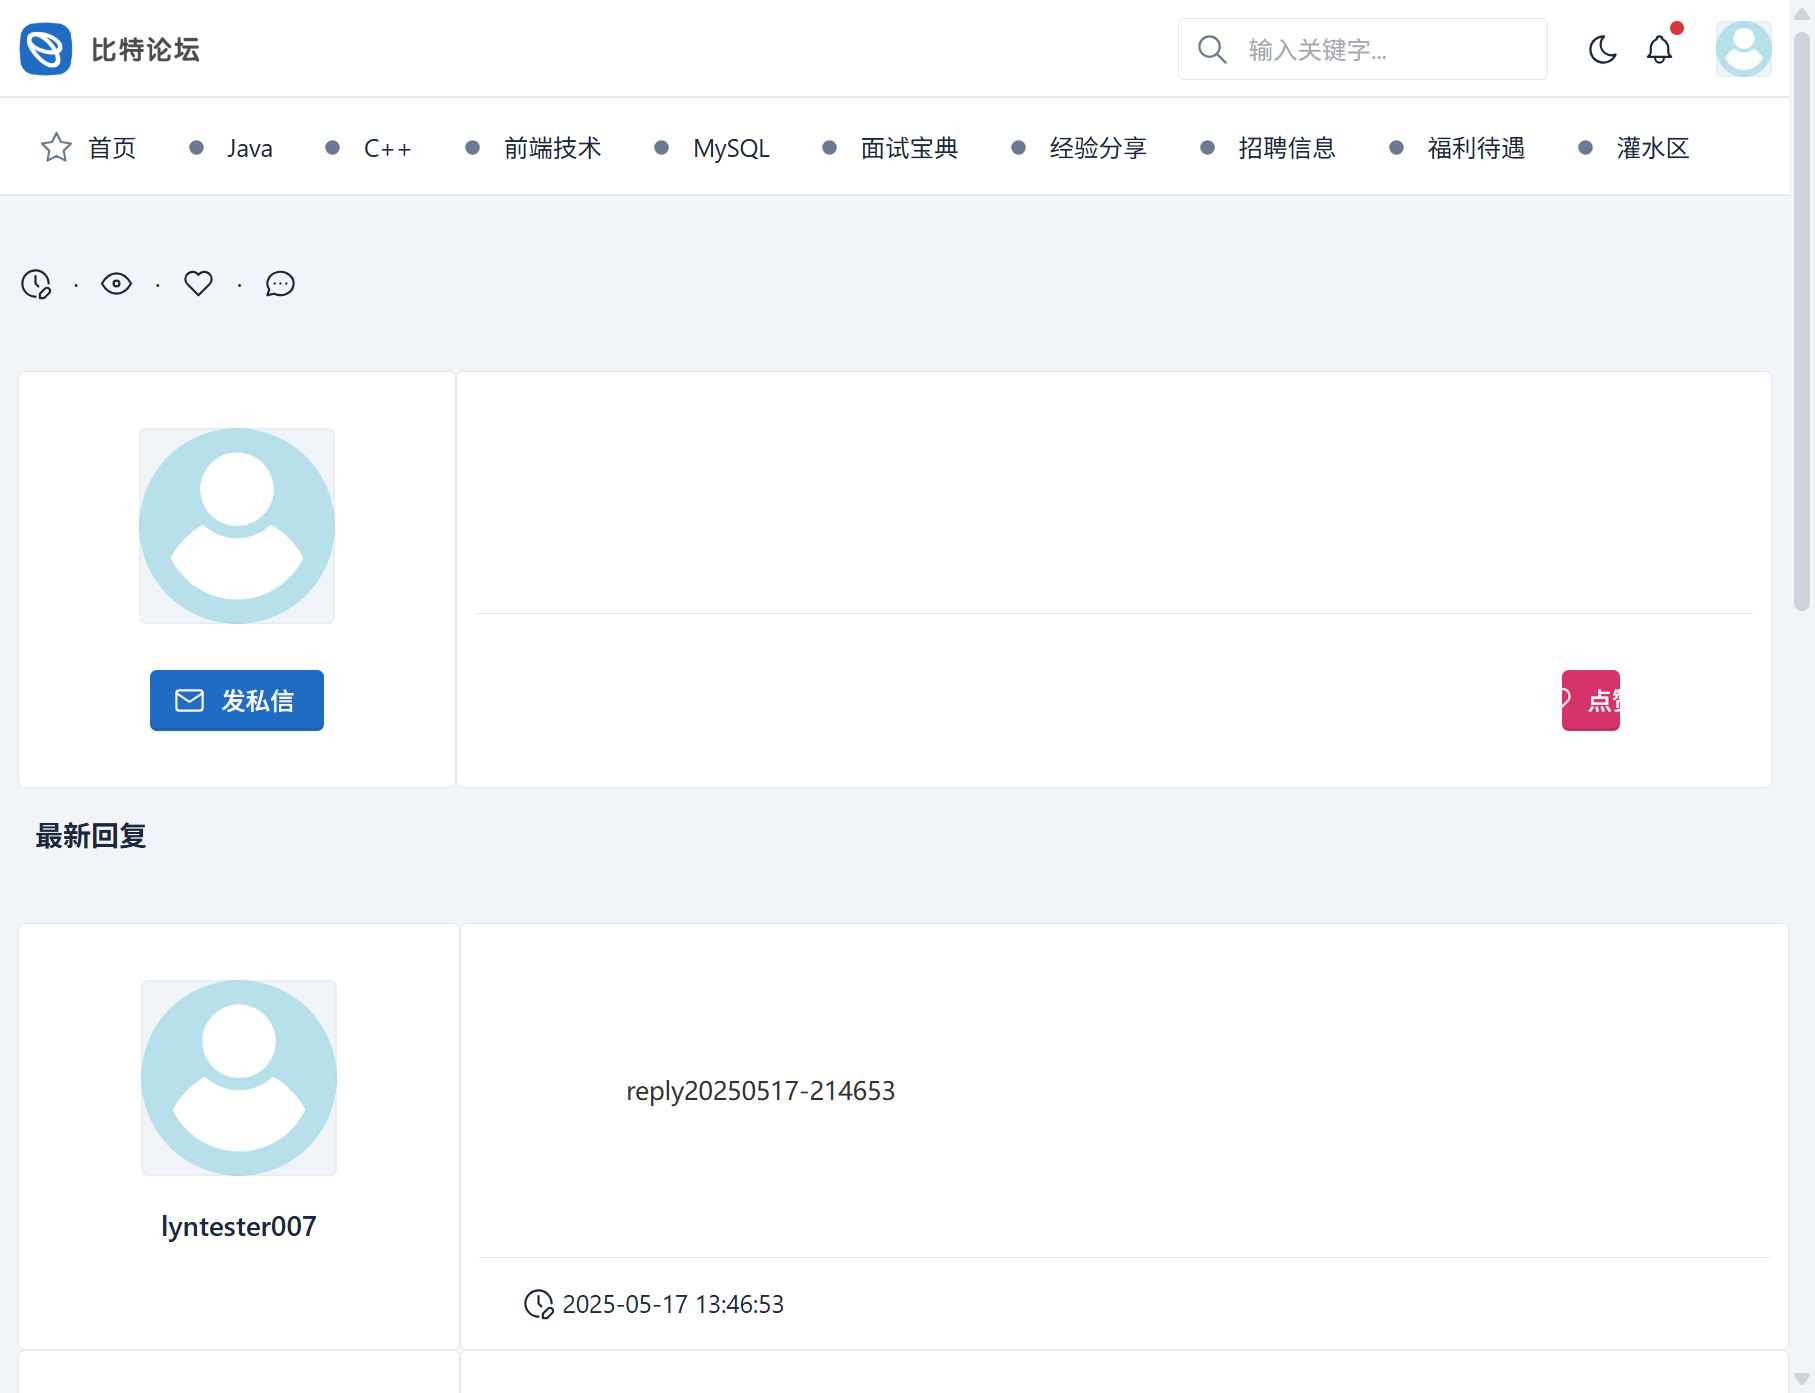 比特论坛
输入关键字...
首页 Java C++ 前端技术 MySQL 面试宝典 经验分享 招聘信息 福利待遇 灌水区
发私信
点赞
最新回复
reply20250517-214653
lyntester007
2025-05-17 13:46:53